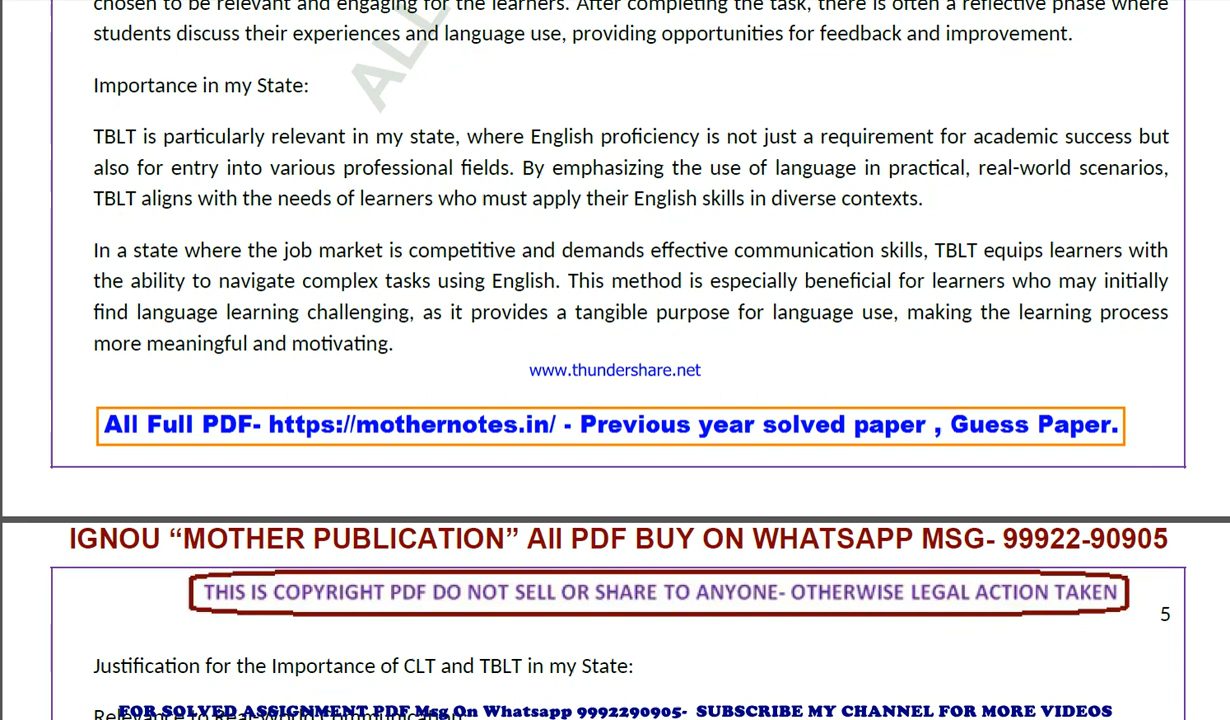 chosen to be relevant and engaging for the learners. After completing the task, there is often a reflective phase where
students discuss their experiences and language use, providing opportunities for feedback and improvement.
Importance in my State:
TBLT is particularly relevant in my state, where English proficiency is not just a requirement for academic success but
also for entry into various professional fields. By emphasizing the use of language in practical, real-world scenarios,
TBLT aligns with the needs of learners who must apply their English skills in diverse contexts.
In a state where the job market is competitive and demands effective communication skills, TBLT equips learners with
the ability to navigate complex tasks using English. This method is especially beneficial for learners who may initially
find language learning challenging, as it provides a tangible purpose for language use, making the learning process
more meaningful and motivating.
www.thundershare.net
All Full PDF- https://mothernotes.in/ - Previous year solved paper , Guess Paper.
IGNOU “MOTHER PUBLICATION” All PDF BUY ON WHATSAPP MSG- 99922-90905
THIS IS COPYRIGHT PDF DO NOT SELL OR SHARE TO ANYONE- OTHERWISE LEGAL ACTION TAKEN
5
Justification for the Importance of CLT and TBLT in my State:
Relevance to Real-World Communication
FOR SOLVED ASSIGNMENT PDF Msg On Whatsapp 9992290905- SUBSCRIBE MY CHANNEL FOR MORE VIDEOS
ALL